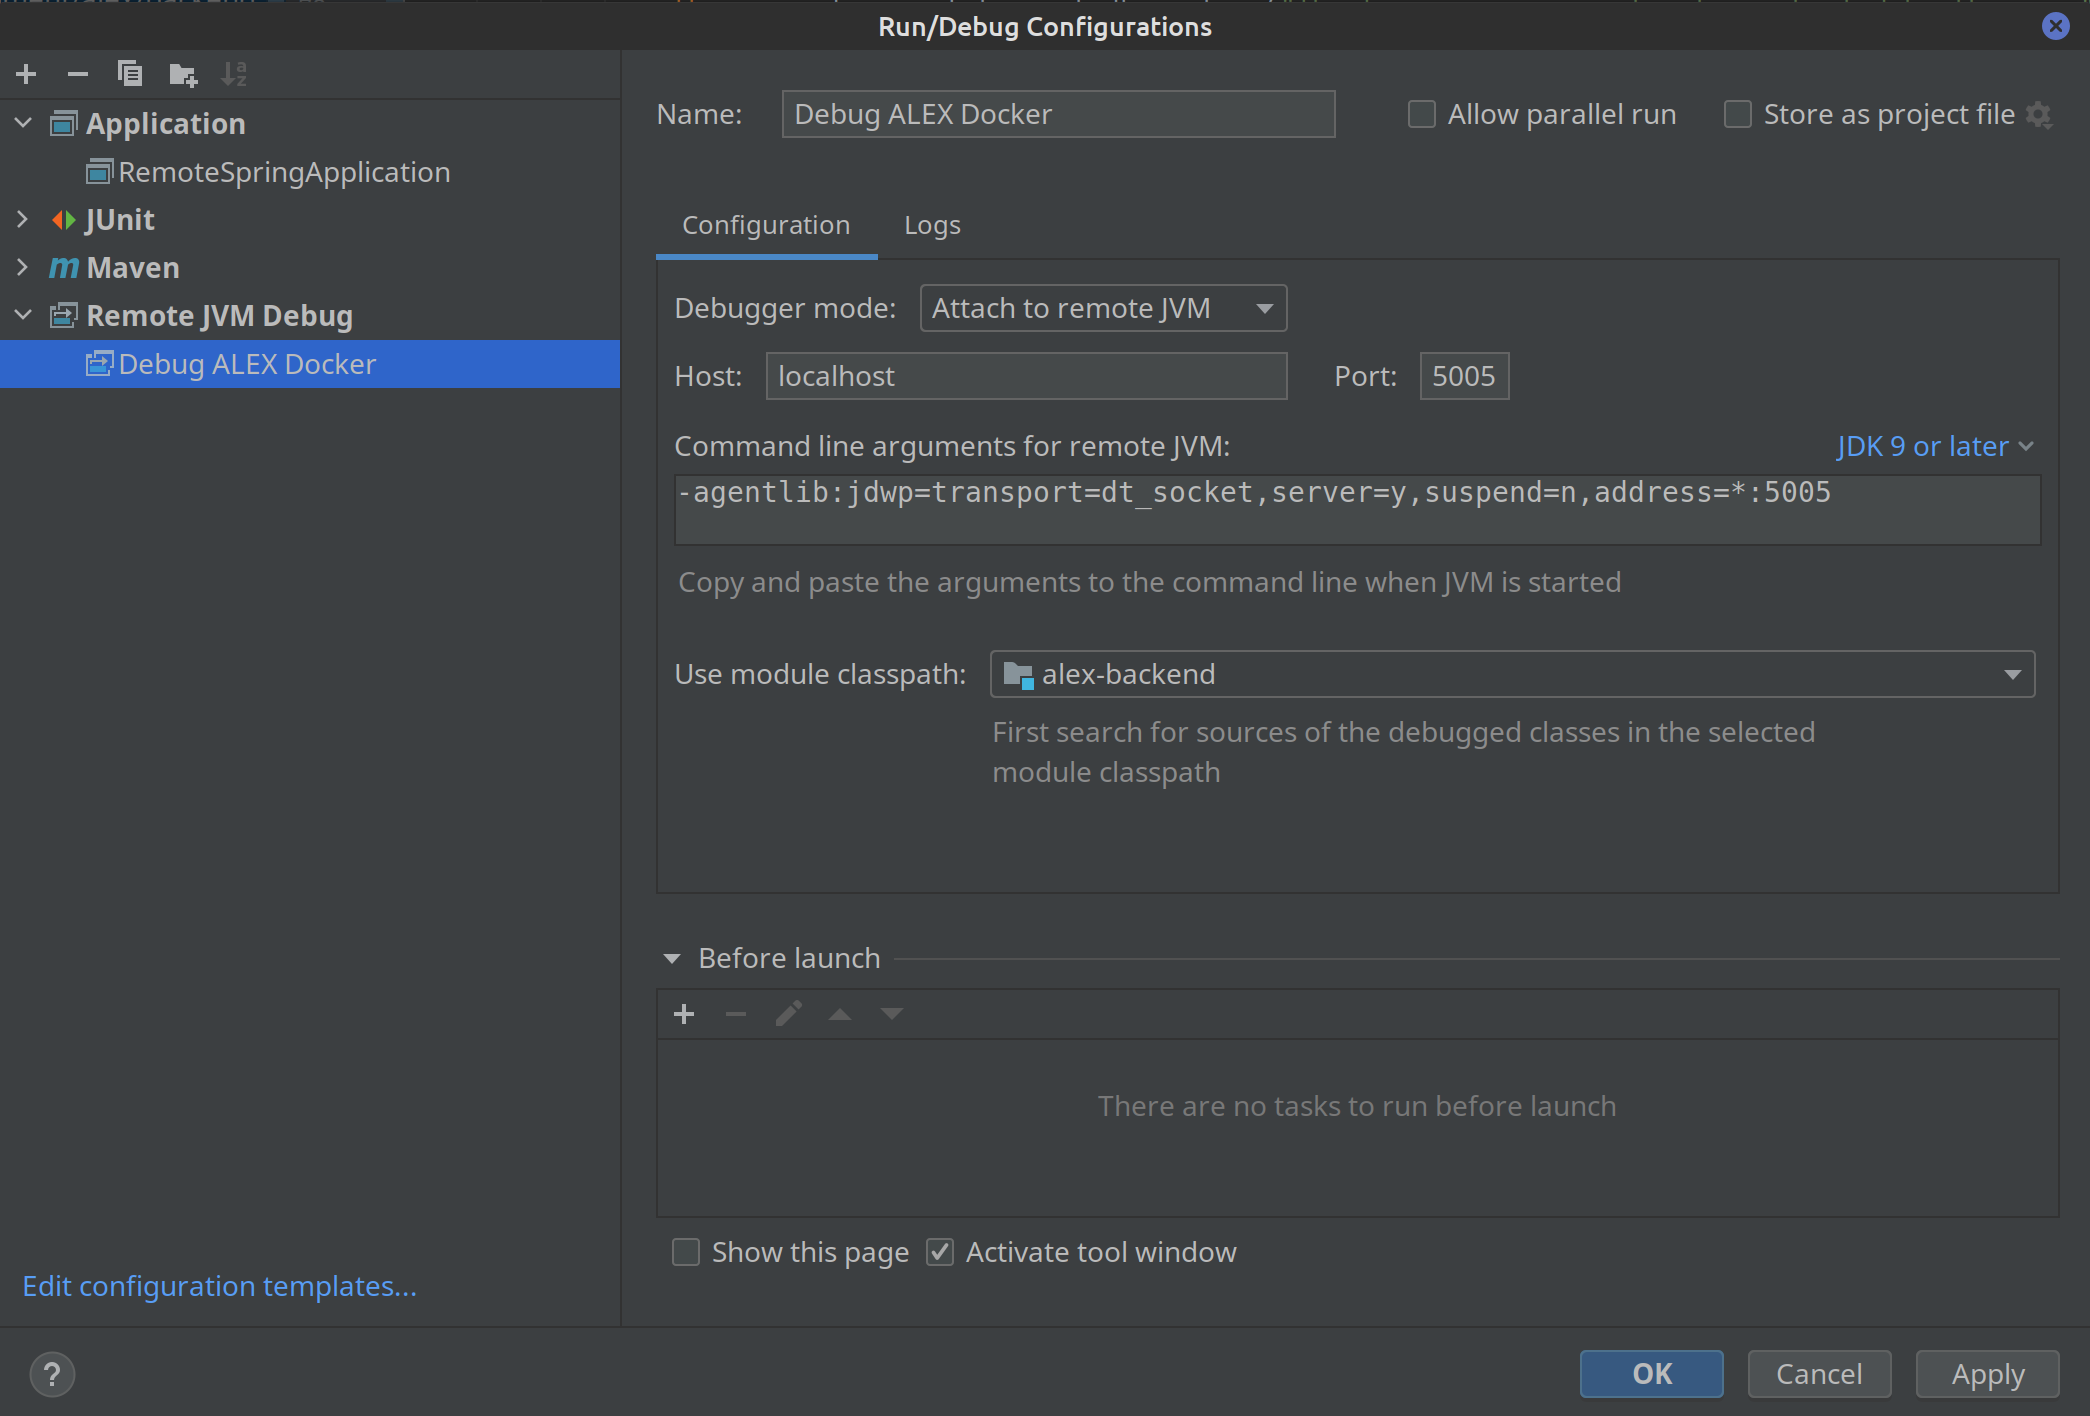 Run/Debug Configurations
Application
RemoteSpringApplication
JUnit
Maven
Remote JVM Debug
Debug ALEX Docker
Edit configuration templates...
Name: Debug ALEX Docker Allow parallel run Store as project file
Configuration Logs
Debugger mode: Attach to remote JVM
Host: localhost Port: 5005
Command line arguments for remote JVM: JDK 9 or later
-agentlib:jdwp=transport=dt_socket,server=y,suspend=n,address=*:5005
Copy and paste the arguments to the command line when JVM is started
Use module classpath: alex-backend
First search for sources of the debugged classes in the selected
module classpath
Before launch
There are no tasks to run before launch
Show this page Activate tool window
? OK Cancel Apply